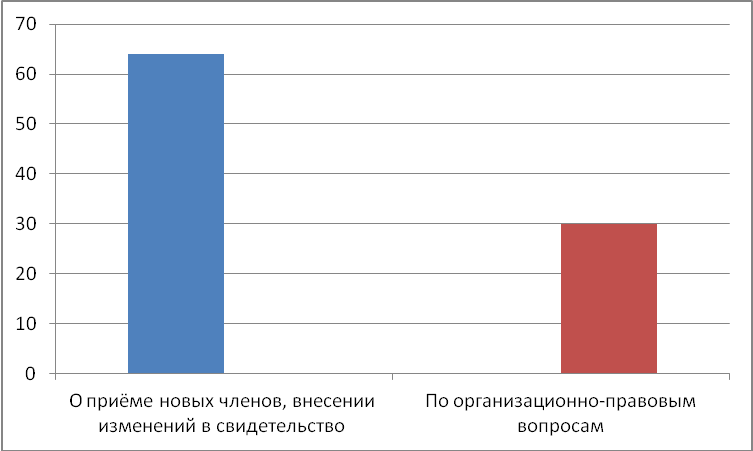 70
60
50
40
30
20
10
0
О приёме новых членов, внесении
изменений в свидетельство
По организационно-правовым
вопросам